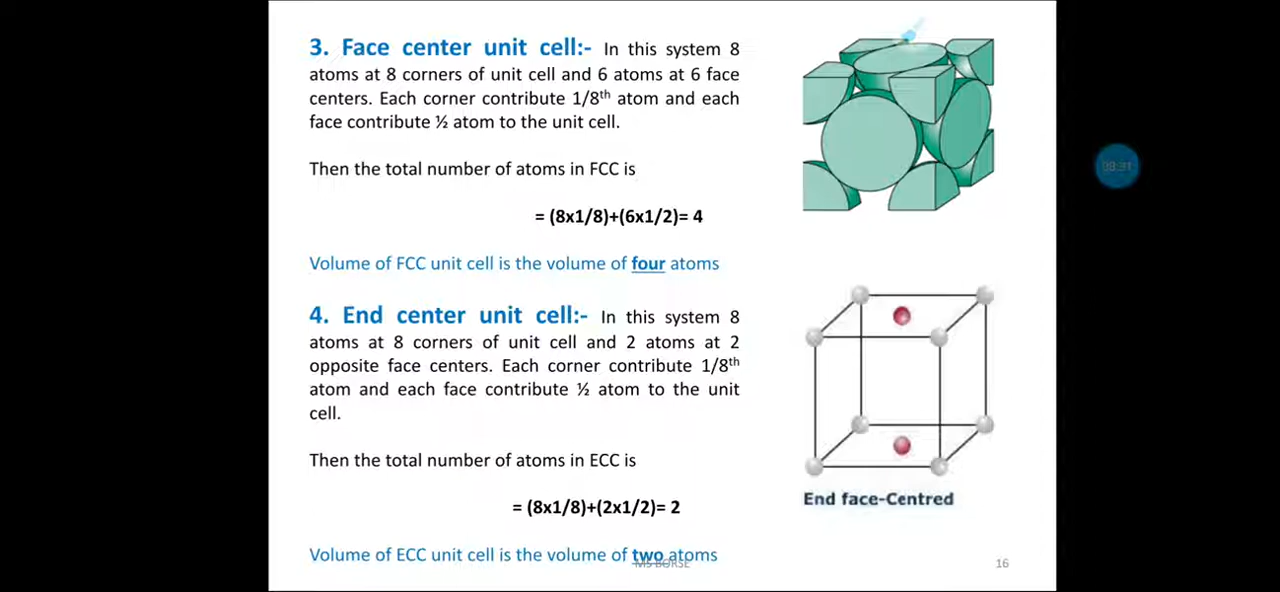 3. Face center unit cell:- In this system 8
atoms at 8 corners of unit cell and 6 atoms at 6 face
centers. Each corner contribute 1/8th atom and each
face contribute ½ atom to the unit cell.
Then the total number of atoms in FCC is
= (8x1/8)+(6x1/2)= 4
Volume of FCC unit cell is the volume of four atoms
4. End center unit cell:- In this system 8
atoms at 8 corners of unit cell and 2 atoms at 2
opposite face centers. Each corner contribute 1/8th
atom and each face contribute ½ atom to the unit
cell.
Then the total number of atoms in ECC is
= (8x1/8)+(2x1/2)= 2
Volume of ECC unit cell is the volume of two atoms
End face-Centred
MS BORSE
16